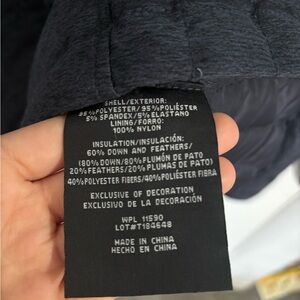 SHELL/EXTERIOR:
95%POLYESTER/95%POLIÉSTER
5% SPANDEX/5% ELASTANO
LINING/FORRO:
100% NYLON
INSULATION/INSULACIÓN:
60% DOWN AND FEATHERS/
(80% DOWN/80%PLUMÓN DE PATO
20%FEATHERS/20% PLUMAS DE PATO)
40%POLYESTER FIBERS/40%POLIÉSTER FIBRA
EXCLUSIVE OF DECORATION
EXCLUSIVO DE LA DECORACIÓN
WPL 11590
LOT#T184648
MADE IN CHINA
HECHO EN CHINA